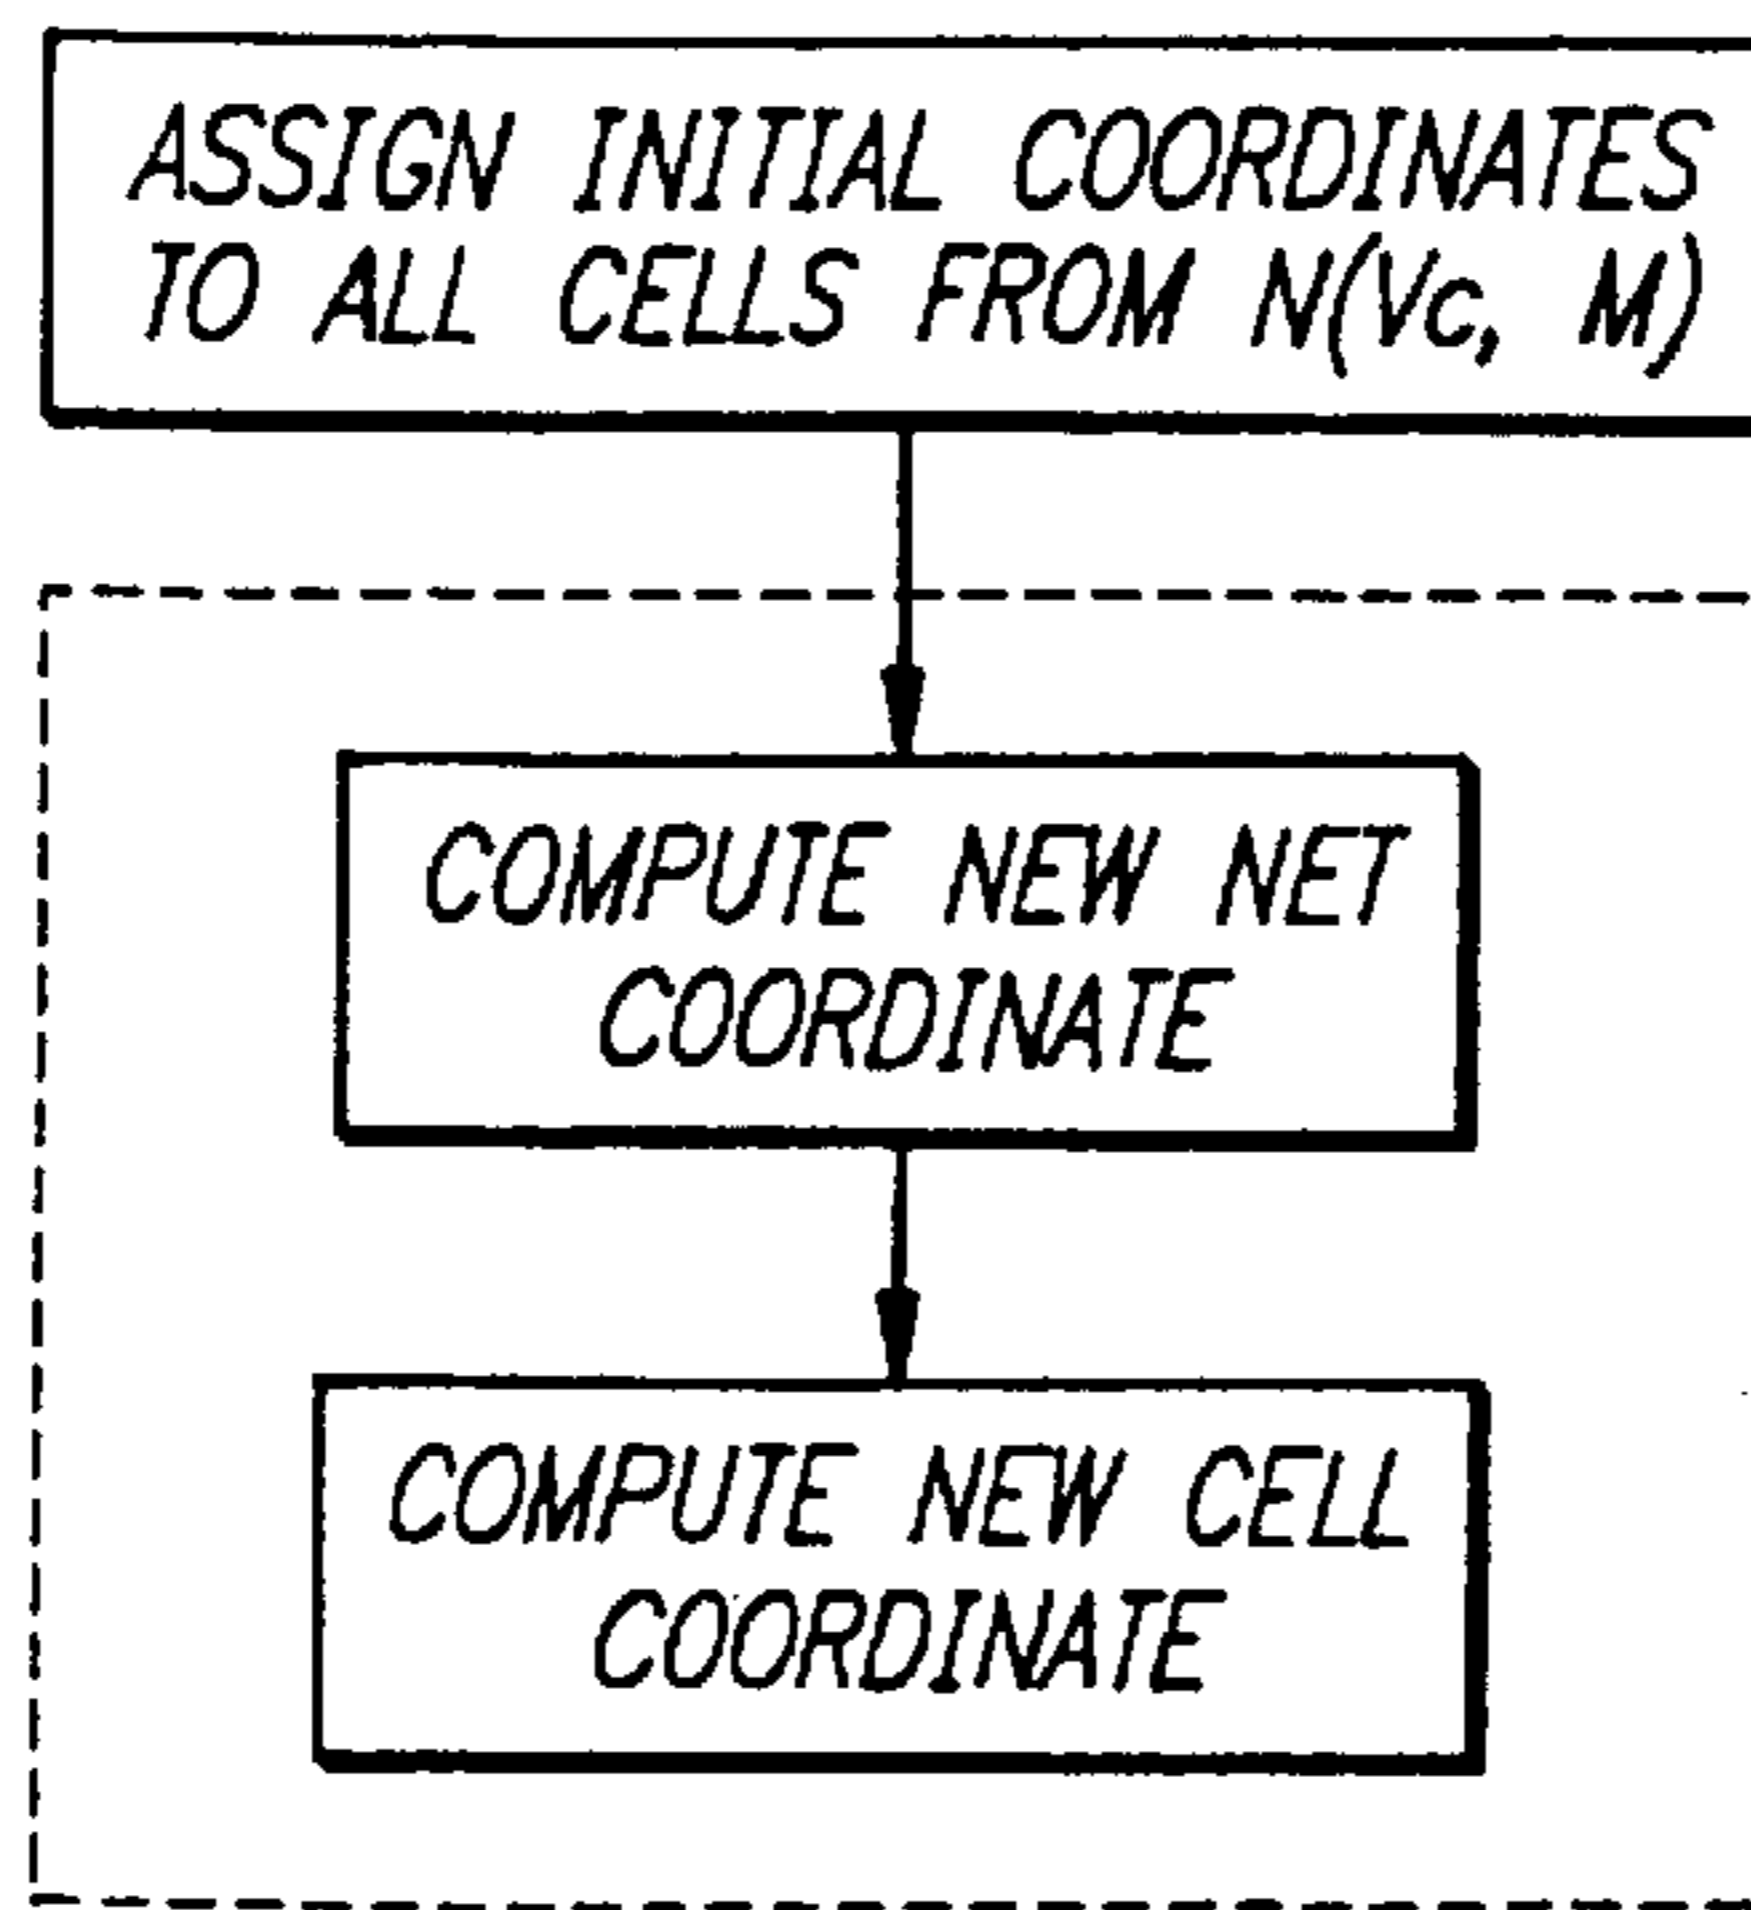 ASSIGN INITIAL COORDINATES
TO ALL CELLS FROM N(Vc, M)
COMPUTE NEW NET
COORDINATE
COMPUTE NEW CELL
COORDINATE